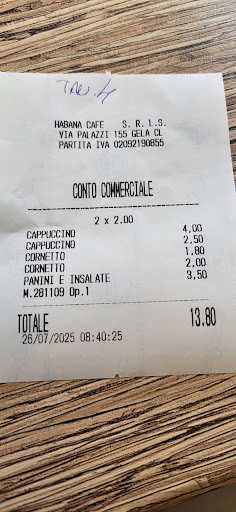 TAV. 4
HABANA CAFE S. R. L. S.
VIA PALAZZI 155 GELA CL
PARTITA IVA 02092190855
CONTO COMMERCIALE
2 x 2.00
CAPPUCCINO 4,00
CAPPUCCINO 2,50
CORNETTO 1,80
CORNETTO 2,00
PANINI E INSALATE 3,50
M.281109 Op.1
TOTALE 13.80
26/07/2025 08:40:25